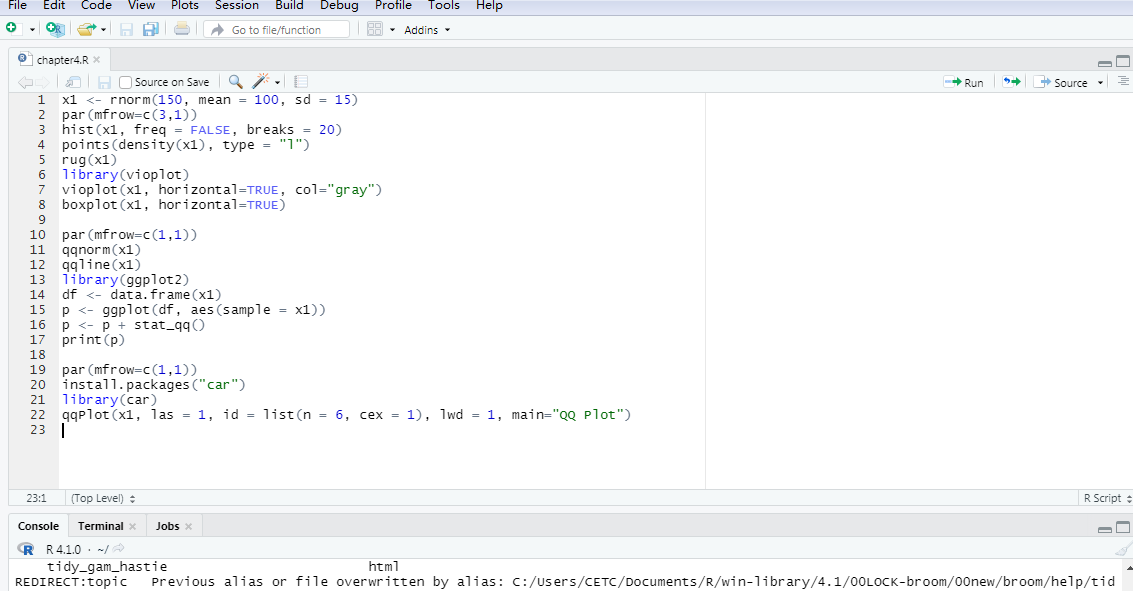 File Edit Code View Plots Session Build Debug Profile Tools Help
Go to file/function Addins
chapter4.R
Source on Save Run Source
1 x1 <- rnorm(150, mean = 100, sd = 15)
2 par(mfrow=c(3,1))
3 hist(x1, freq = FALSE, breaks = 20)
4 points(density(x1), type = "l")
5 rug(x1)
6 library(vioplot)
7 vioplot(x1, horizontal=TRUE, col="gray")
8 boxplot(x1, horizontal=TRUE)
9
10 par(mfrow=c(1,1))
11 qqnorm(x1)
12 qqline(x1)
13 library(ggplot2)
14 df <- data.frame(x1)
15 p <- ggplot(df, aes(sample = x1))
16 p <- p + stat_qq()
17 print(p)
18
19 par(mfrow=c(1,1))
20 install.packages("car")
21 library(car)
22 qqPlot(x1, las = 1, id = list(n = 6, cex = 1), lwd = 1, main="QQ Plot")
23
23:1 (Top Level) R Script
Console Terminal Jobs
R R 4.1.0 · ~/
tidy_gam_hastie html
REDIRECT:topic Previous alias or file overwritten by alias: C:/Users/CETC/Documents/R/win-library/4.1/00LOCK-broom/00new/broom/help/tid